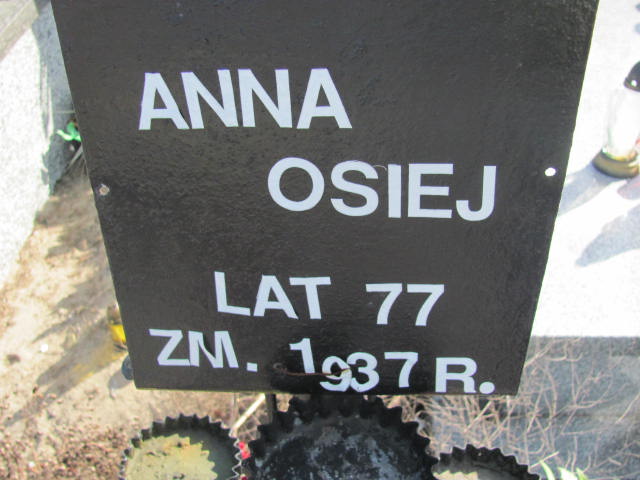 ANNA
OSIEJ
LAT 77
ZM. 1937 R.